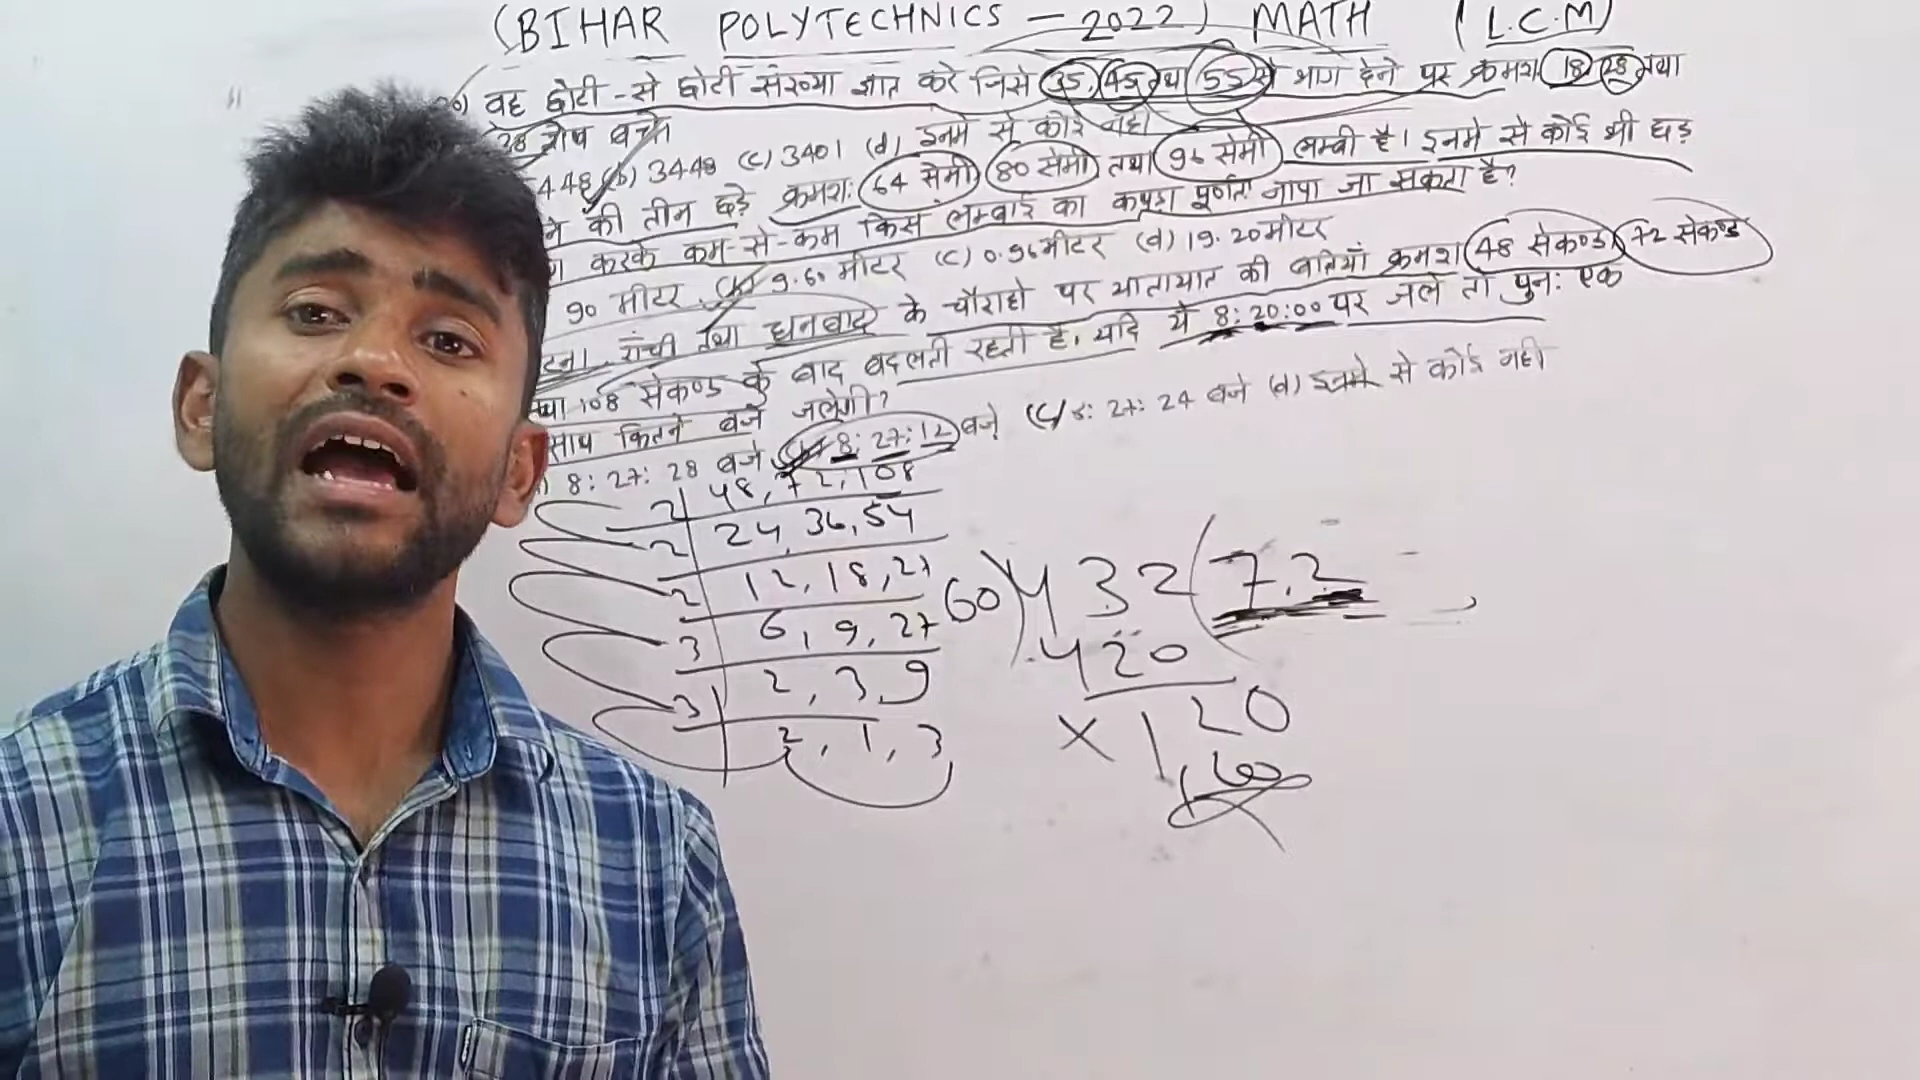 (BIHAR POLYTECHNICS - 2022) MATH (L.C.M)
वह छोटी-से छोटी संख्या ज्ञात करे जिसे 35, 45 तथा 55 से भाग देने पर क्रमश 18, 28 तथा
38 शेष बचे।
448 (b) 3448 (c) 3401 (d) इनमे से कोई नही
की तीन छड़े क्रमशः 64 सेमी, 80 सेमी तथा 96 सेमी लम्बी है। इनमे से कोई भी छड़
करके कम-से-कम किस लम्बाई का कपड़ा पूर्णतः नापा जा सकता है?
90 मीटर (b) 9.60 मीटर (c) 0.96 मीटर (d) 19.20 मीटर
राँची तथा धनबाद के चौराहो पर यातायात की बतियाँ क्रमश 48 सेकण्ड, 72 सेकण्ड
108 सेकण्ड के बाद बदलती रहती है। यदि ये 8:20:00 पर जले तो पुनः एक
साथ कितने बजे जलेगी?
8:27:28 बजे 8:27:12 बजे (c) 8:27:24 बजे (d) इनमे से कोई नही
2 | 48, 72, 108
2 | 24, 36, 54
2 | 12, 18, 27
3 | 6, 9, 27
3 | 2, 3, 9
2, 1, 3
60) 432 (7.2
420
× 120